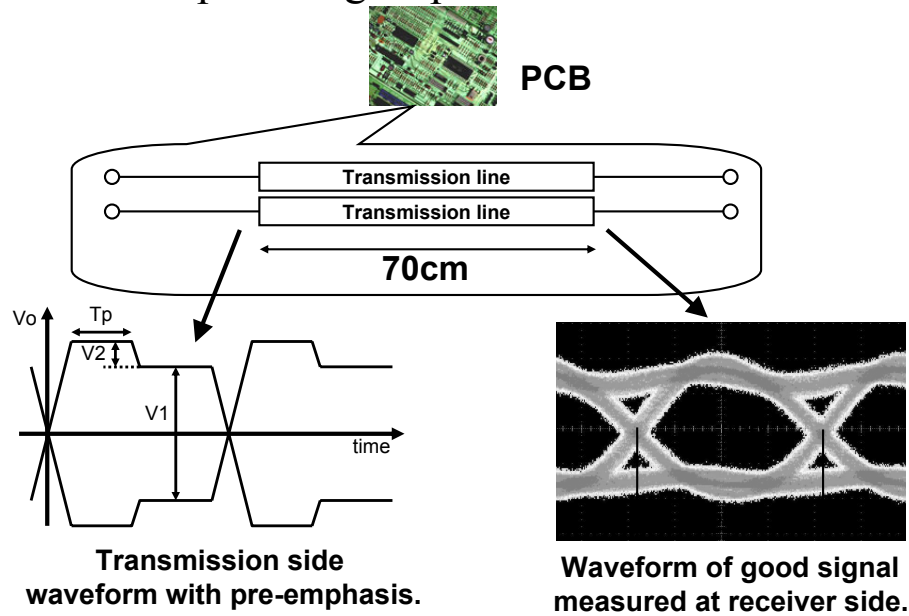 PCB
Transmission line
Transmission line
70cm
Vo
Tp
V2
V1
time
Transmission side
waveform with pre-emphasis.
Waveform of good signal
measured at receiver side.